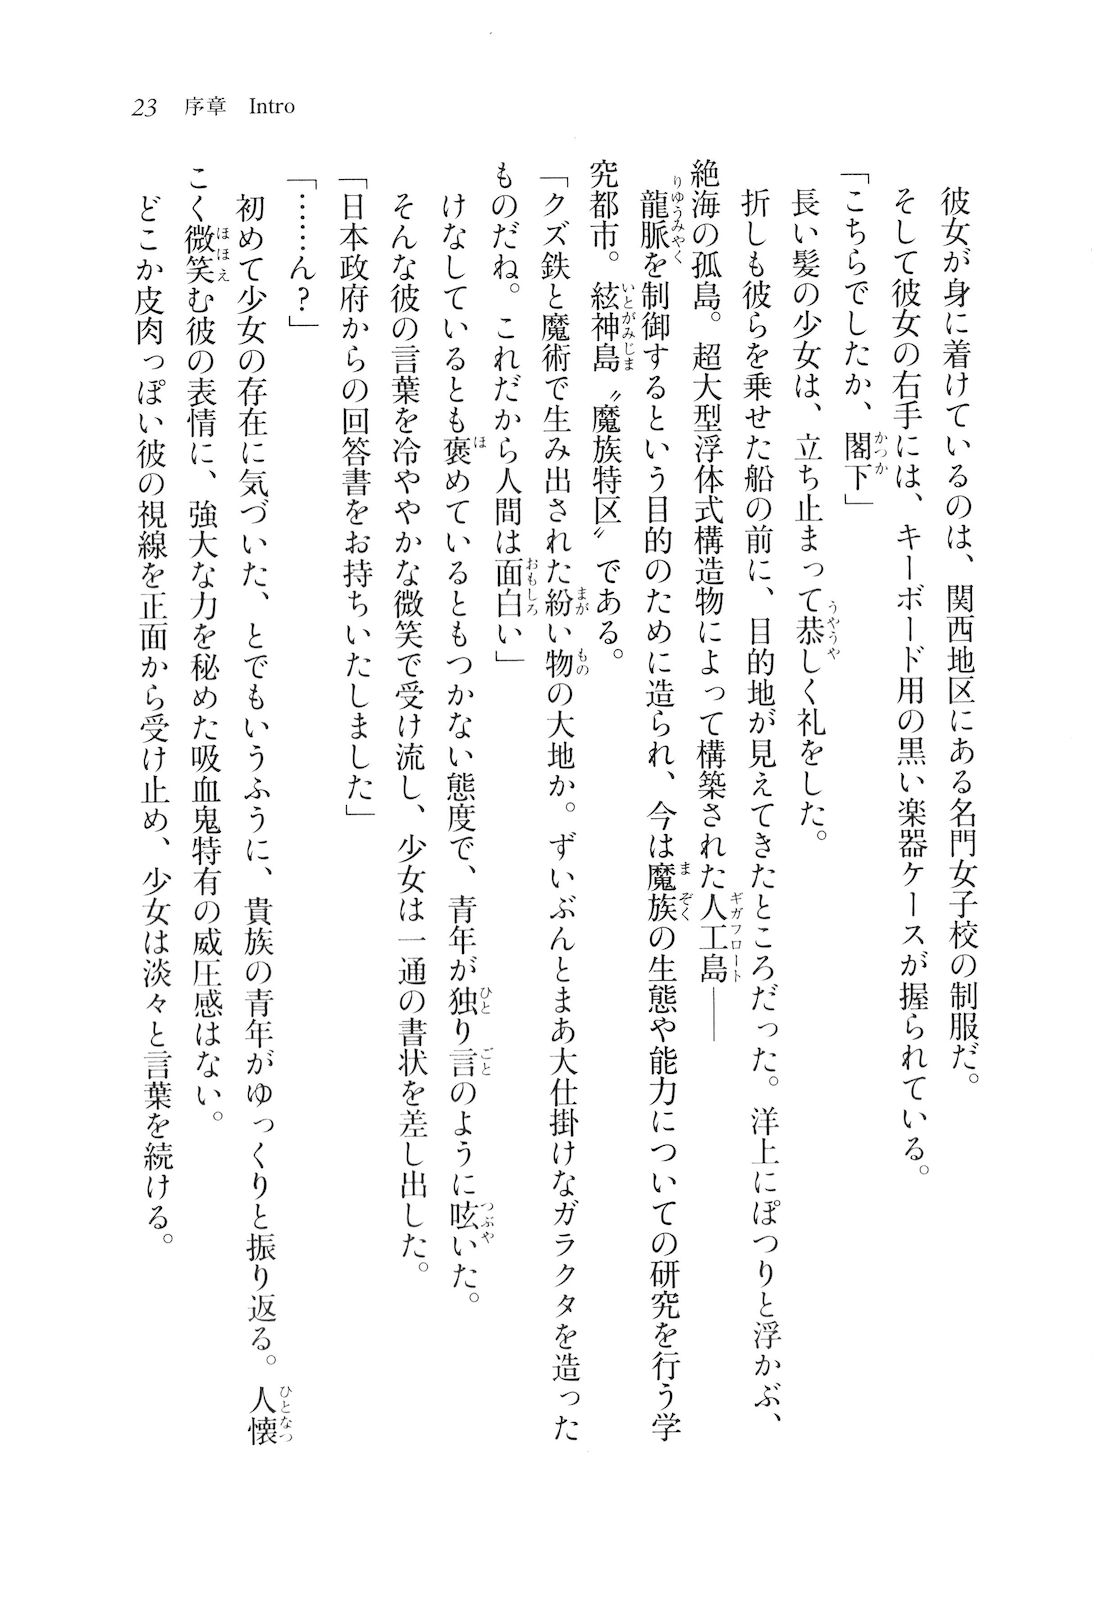 23 序章 Intro
彼女が身に着けているのは、関西地区にある名門女子校の制服だ。
そして彼女の右手には、キーボード用の黒い楽器ケースが握られている。
「こちらでしたか、閣下」
長い髪の少女は、立ち止まって恭しく礼をした。
折しも彼らを乗せた船の前に、目的地が見えてきたところだった。洋上にぽつりと浮かぶ、
絶海の孤島。超大型浮体式構造物によって構築された人工島――
龍脈を制御するという目的のために造られ、今は魔族の生態や能力についての研究を行う学
究都市。絃神島〝魔族特区〟である。
「クズ鉄と魔術で生み出された紛い物の大地か。ずいぶんとまあ大仕掛けなガラクタを造った
ものだね。これだから人間は面白い」
けなしているとも褒めているともつかない態度で、青年が独り言のように呟いた。
そんな彼の言葉を冷ややかな微笑で受け流し、少女は一通の書状を差し出した。
「日本政府からの回答書をお持ちいたしました」
「……ん？」
初めて少女の存在に気づいた、とでもいうふうに、貴族の青年がゆっくりと振り返る。人懐
こく微笑む彼の表情に、強大な力を秘めた吸血鬼特有の威圧感はない。
どこか皮肉っぽい彼の視線を正面から受け止め、少女は淡々と言葉を続ける。